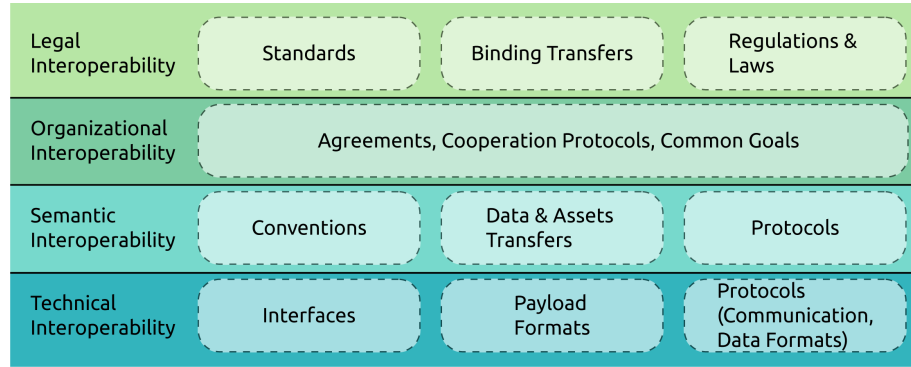 Legal
Interoperability
Standards
Binding Transfers
Regulations &
Laws
Organizational
Interoperability
Agreements, Cooperation Protocols, Common Goals
Semantic
Interoperability
Conventions
Data & Assets
Transfers
Protocols
Technical
Interoperability
Interfaces
Payload
Formats
Protocols
(Communication,
Data Formats)